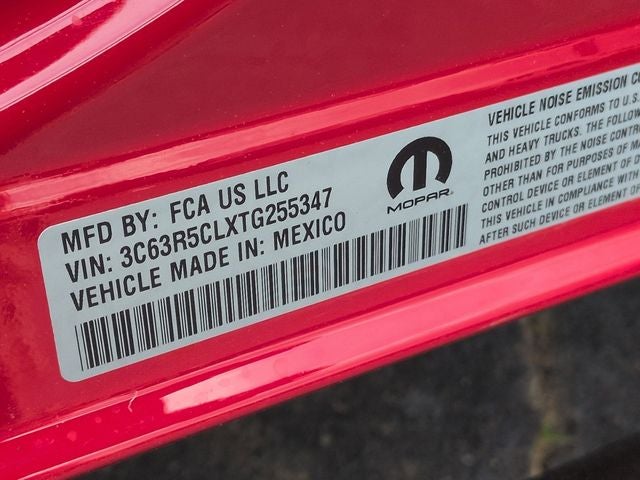 MFD BY: FCA US LLC
VIN: 3C63R5CLXTG255347
VEHICLE MADE IN: MEXICO
MOPAR
VEHICLE NOISE EMISSION
THIS VEHICLE CONFORMS TO U.S
AND HEAVY TRUCKS. THE FOLLOW
PROHIBITED BY THE NOISE CONTR
OTHER THAN FOR PURPOSES OF MA
CONTROL DEVICE OR ELEMENT OF
THIS VEHICLE IN COMPLIANCE WITH
AFTER SUCH DEVICE OR ELEMENT